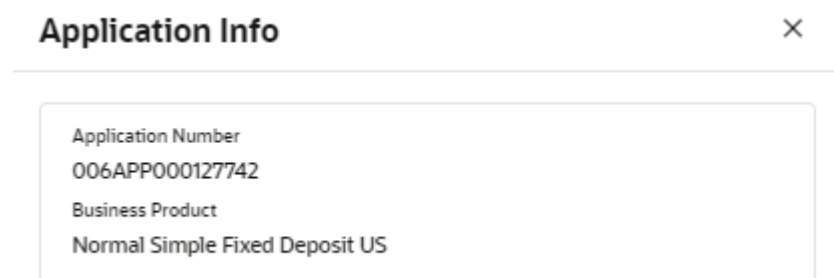 Application Info
Application Number
006APP000127742
Business Product
Normal Simple Fixed Deposit US